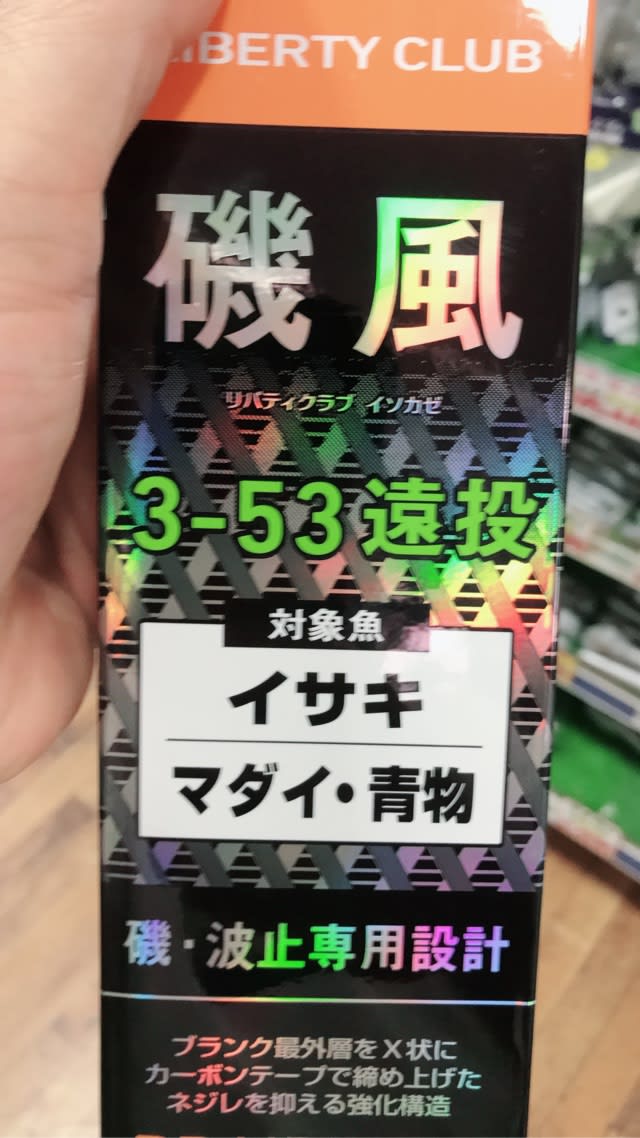 LIBERTY CLUB
磯風
リバティクラブ イソカゼ
3-53遠投
対象魚
イサキ
マダイ・青物
磯・波止専用設計
ブランク最外層をX状に
カーボンテープで締め上げた
ネジレを抑える強化構造